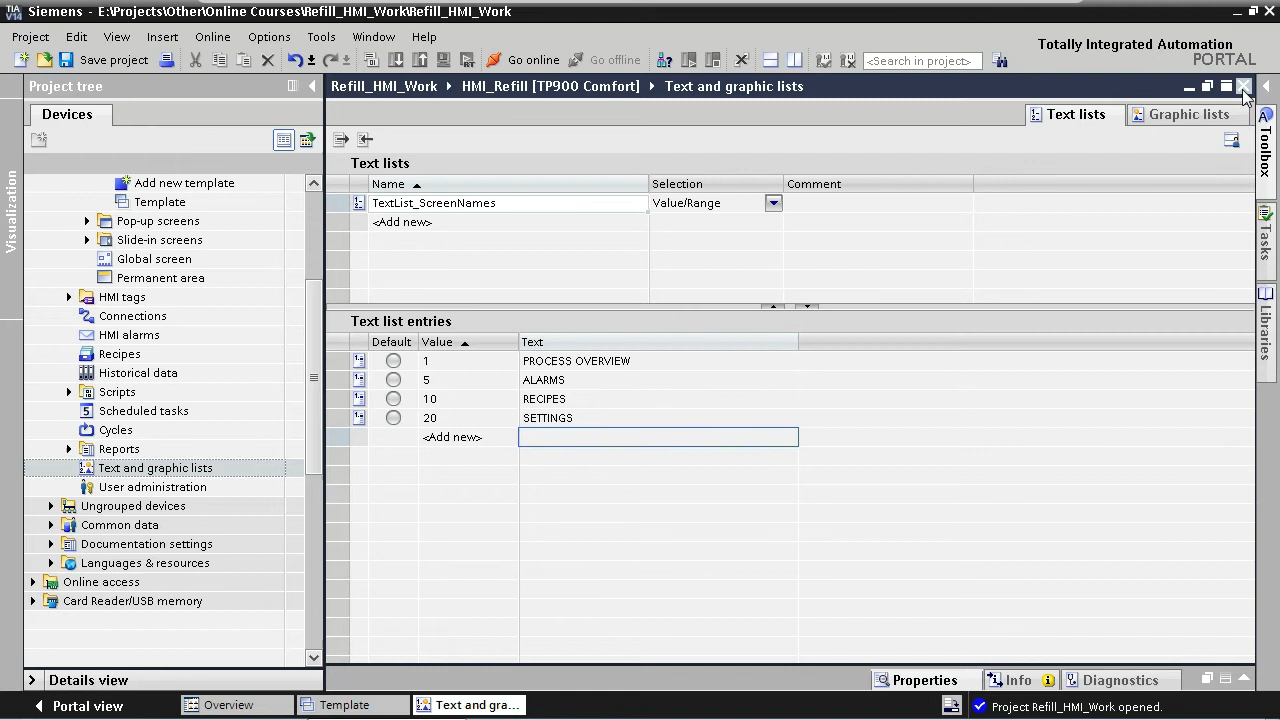 TIA
V14
Siemens - E:\Projects\Other\Online Courses\Refill_HMI_Work\Refill_HMI_Work
Project Edit View Insert Online Options Tools Window Help
Totally Integrated Automation
PORTAL
Save project
Go online
Go offline
<Search in project>
Project tree
Refill_HMI_Work
HMI_Refill [TP900 Comfort]
Text and graphic lists
Devices
Text lists
Graphic lists
Visualization
Add new template
Template
Pop-up screens
Slide-in screens
Global screen
Permanent area
HMI tags
Connections
HMI alarms
Recipes
Historical data
Scripts
Scheduled tasks
Cycles
Reports
Text and graphic lists
User administration
Ungrouped devices
Common data
Documentation settings
Languages & resources
Online access
Card Reader/USB memory
Text lists
Name Selection Comment
TextList_ScreenNames Value/Range
<Add new>
Text list entries
Default Value Text
1 PROCESS OVERVIEW
5 ALARMS
10 RECIPES
20 SETTINGS
<Add new>
Toolbox
Tasks
Libraries
Details view
Properties
Info
Diagnostics
Portal view
Overview
Template
Text and gra...
Project Refill_HMI_Work opened.